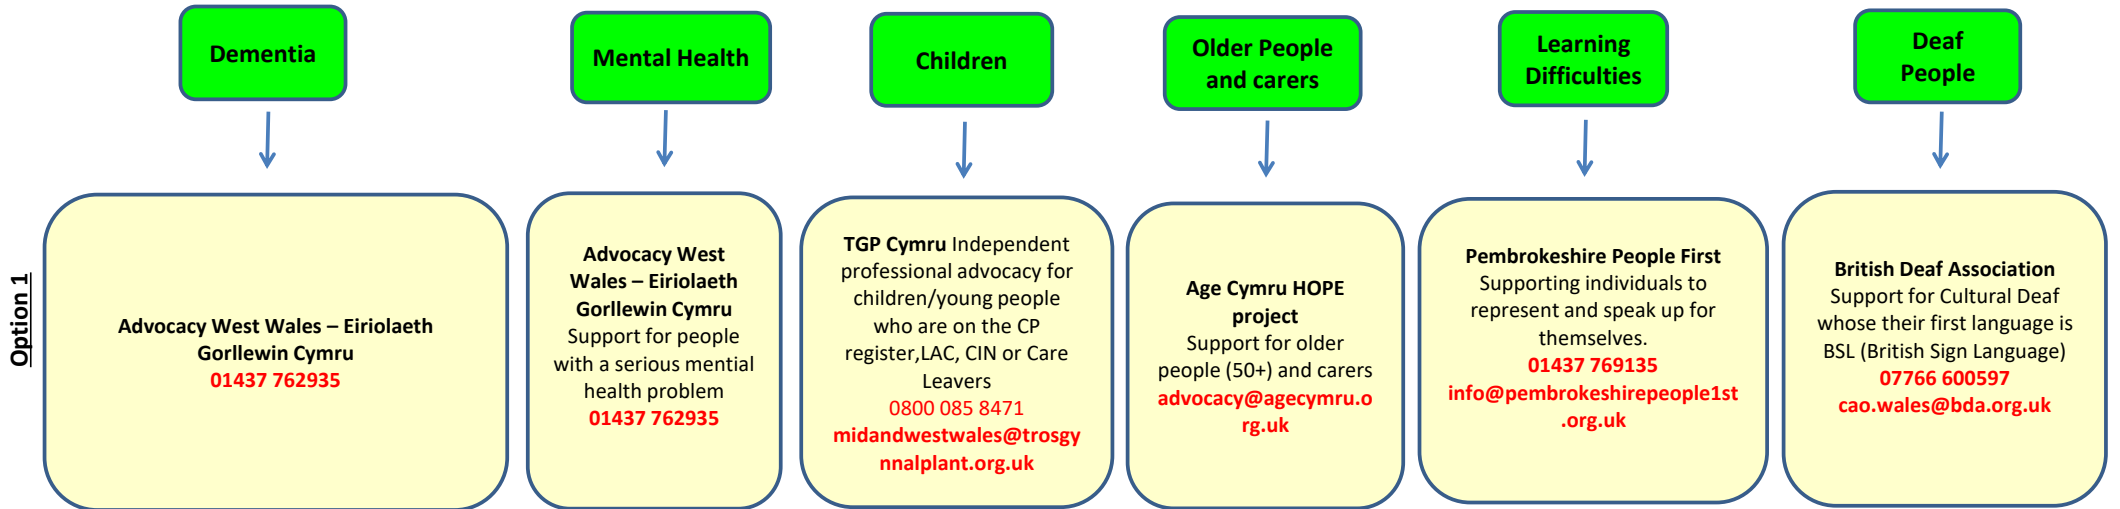 Dementia
Mental Health
Children
Older People
and carers
Learning
Difficulties
Deaf
People
Option 1
Advocacy West Wales – Eiriolaeth
Gorllewin Cymru
01437 762935
Advocacy West
Wales – Eiriolaeth
Gorllewin Cymru
Support for people
with a serious mental
health problem
01437 762935
TGP Cymru Independent
professional advocacy for
children/young people
who are on the CP
register,LAC, CIN or Care
Leavers
0800 085 8471
midandwestwales@trosgy
nnalplant.org.uk
Age Cymru HOPE
project
Support for older
people (50+) and carers
advocacy@agecymru.o
rg.uk
Pembrokeshire People First
Supporting individuals to
represent and speak up for
themselves.
01437 769135
info@pembrokeshirepeople1st
.org.uk
British Deaf Association
Support for Cultural Deaf
whose their first language is
BSL (British Sign Language)
07766 600597
cao.wales@bda.org.uk